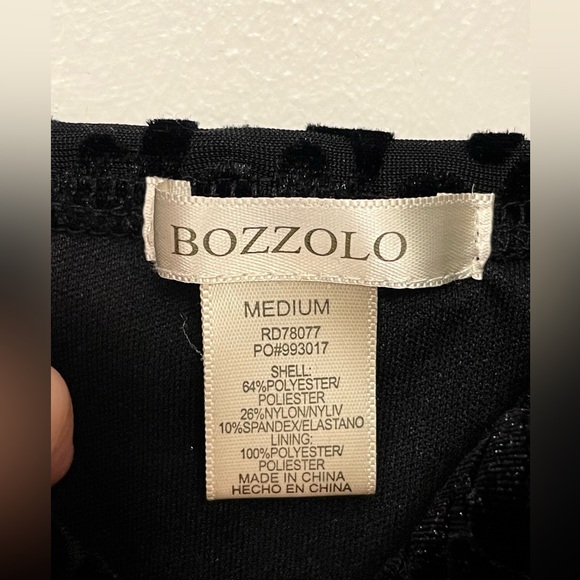 BOZZOLO
MEDIUM
RD78077
PO#993017
SHELL:
64%POLYESTER/
POLIESTER
26%NYLON/NYLIV
10%SPANDEX/ELASTANO
LINING:
100%POLYESTER/
POLIESTER
MADE IN CHINA
HECHO EN CHINA